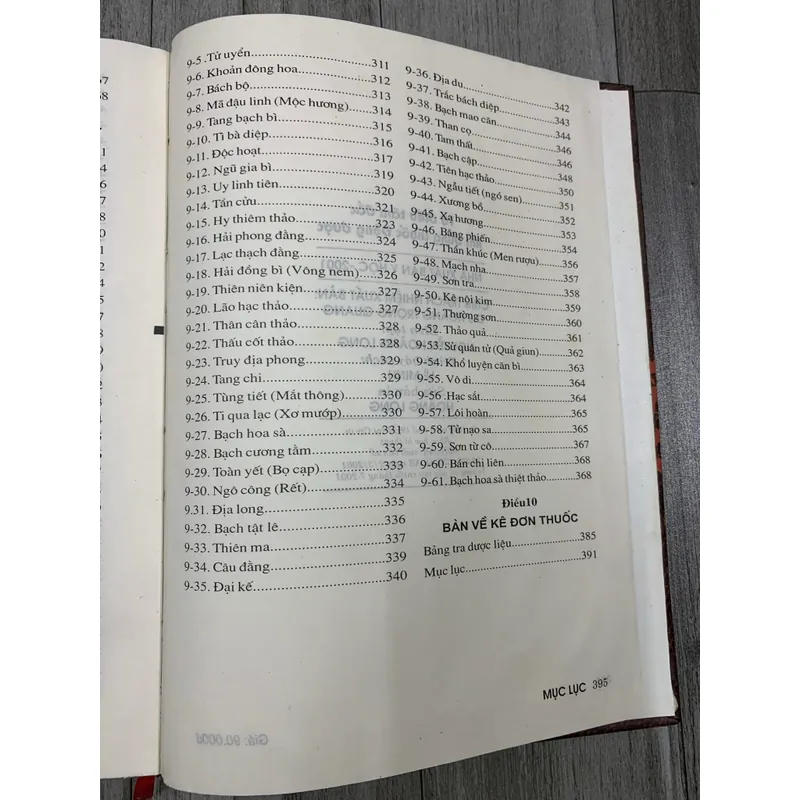 67
68
1
2
1
2
3
5
6
9-5 .Tử uyển........311
9-6. Khoản đông hoa........312
9-7. Bách bộ........313
9-8. Mã đậu linh (Mộc hương)........314
9-9. Tang bạch bì........315
9-10. Tì bà diệp........316
9-11. Độc hoạt........317
9-12. Ngũ gia bì........319
9-13. Uy linh tiên........320
9-14. Tần cửu........321
9-15. Hy thiêm thảo........323
9-16. Hải phong đằng........324
9-17. Lạc thạch đằng........325
9-18. Hải đồng bì (Vông nem)........327
9-19. Thiên niên kiện........327
9-20. Lão hạc thảo........327
9-21. Thân cân thảo........328
9-22. Thấu cốt thảo........328
9-23. Truy địa phong........329
9-24. Tang chi........329
9-25. Tùng tiết (Mắt thông)........330
9-26. Ti qua lạc (Xơ mướp)........330
9-27. Bạch hoa sà........331
9-28. Bạch cương tằm........332
9-29. Toàn yết (Bọ cạp)........333
9-30. Ngô công (Rết)........334
9.31. Địa long........335
9-32. Bạch tật lê........336
9-33. Thiên ma........337
9-34. Câu đằng........339
9-35. Đại kế........340
9-36. Địa du........342
9-37. Trắc bách diệp........343
9-38. Bạch mao căn........344
9-39. Than cọ........346
9-40. Tam thất........346
9-41. Bạch cập........348
9-42. Tiên hạc thảo........350
9-43. Ngẫu tiết (ngó sen)........351
9-44. Xương bồ........352
9-45. Xạ hương........353
9-46. Băng phiến........354
9-47. Thần khúc (Men rượu)........356
9-48. Mạch nha........357
9-49. Sơn tra........358
9-50. Kê nội kim........359
9-51. Thường sơn........360
9-52. Thảo quả........361
9-53. Sử quân tử (Quả giun)........362
9-54. Khổ luyện căn bì........363
9-55. Vô di........364
9-56 .Hạc sắt........364
9-57. Lôi hoàn........365
9-58. Từ nạo sa........365
9-59. Sơn từ cô........367
9-60. Bán chi liên........368
9-61. Bạch hoa sà thiệt thảo........368
Điều10
BÀN VỀ KÊ ĐƠN THUỐC
Bảng tra dược liệu........385
Mục lục........391
MỤC LỤC 395
Giá: 90.000đ